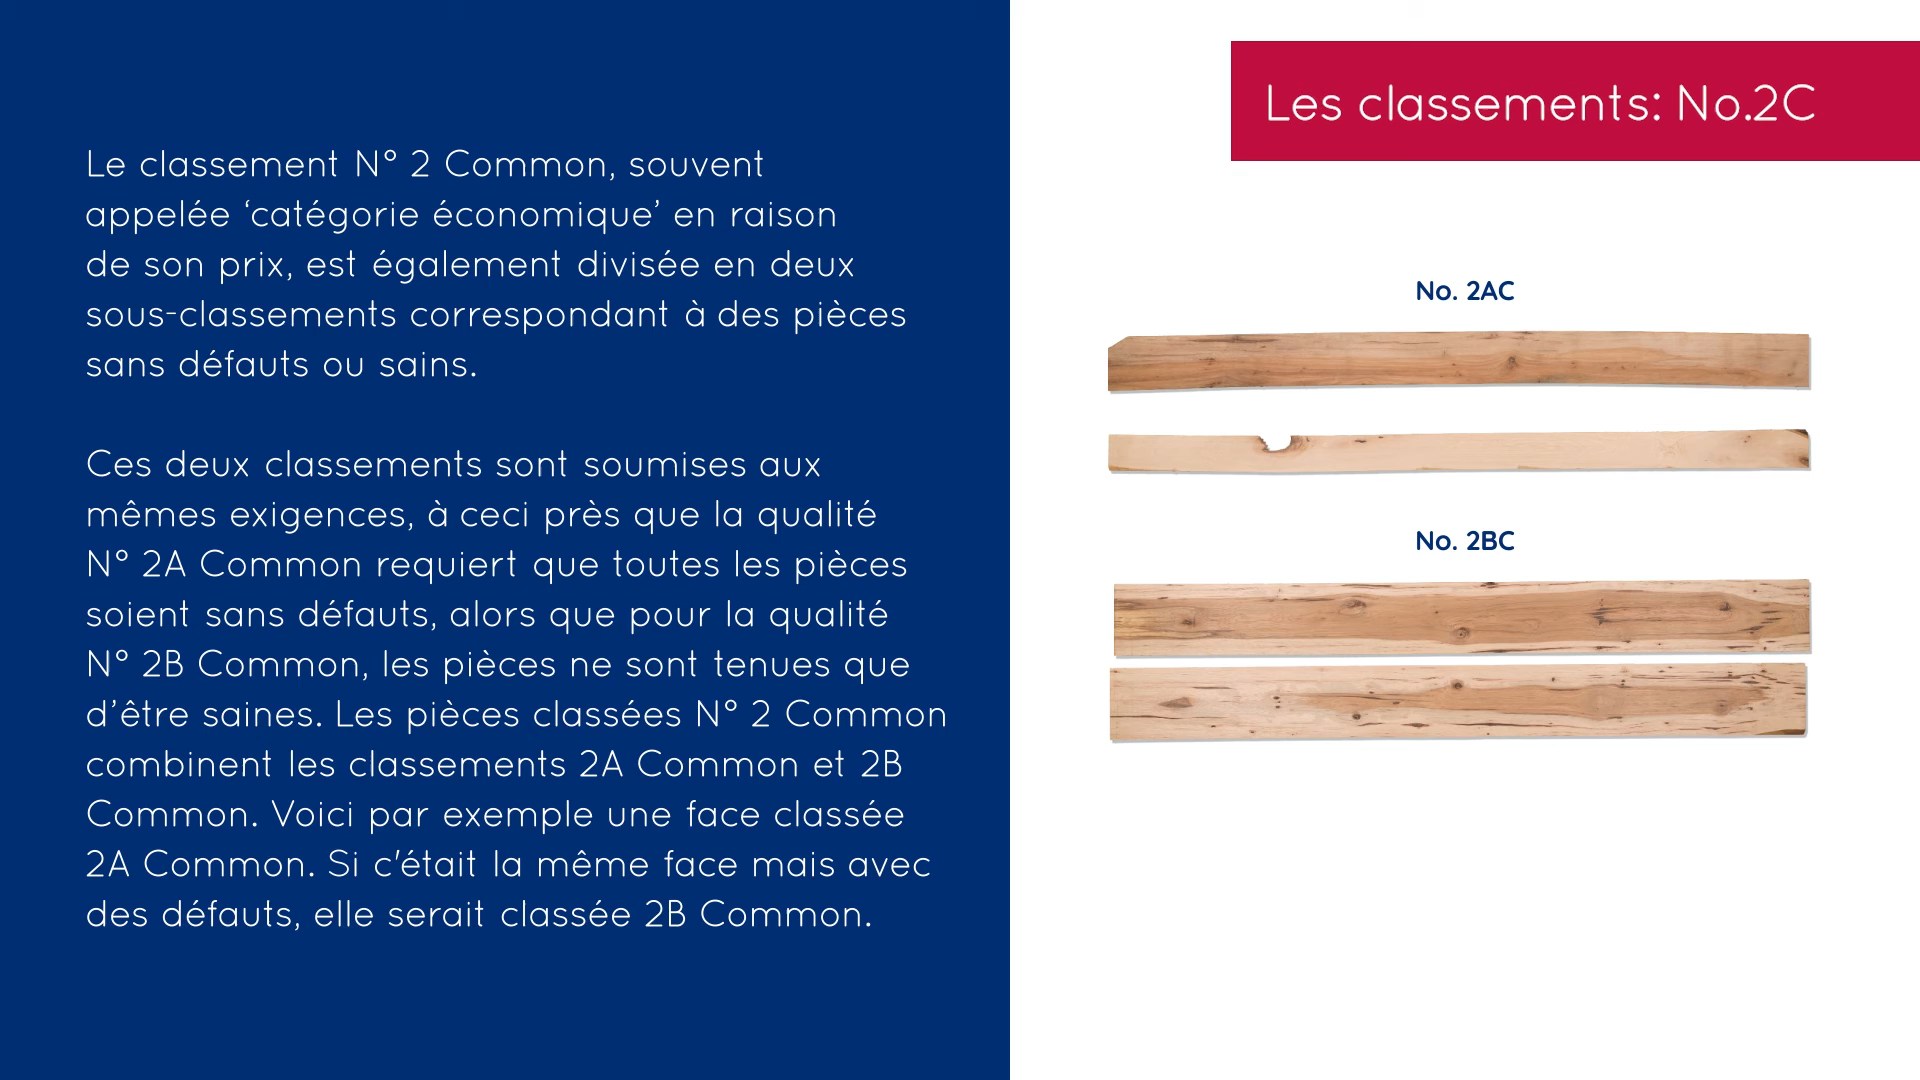 Les classements: No.2C
Le classement N° 2 Common, souvent
appelée ‘catégorie économique’ en raison
de son prix, est également divisée en deux
sous-classements correspondant à des pièces
sans défauts ou sains.
Ces deux classements sont soumises aux
mêmes exigences, à ceci près que la qualité
N° 2A Common requiert que toutes les pièces
soient sans défauts, alors que pour la qualité
N° 2B Common, les pièces ne sont tenues que
d’être saines. Les pièces classées N° 2 Common
combinent les classements 2A Common et 2B
Common. Voici par exemple une face classée
2A Common. Si c'était la même face mais avec
des défauts, elle serait classée 2B Common.
No. 2AC
No. 2BC